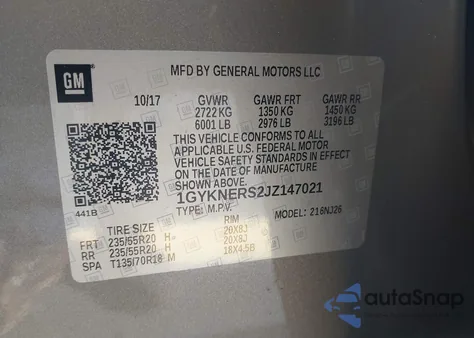 GM
MFD BY GENERAL MOTORS LLC
10/17 GVWR GAWR FRT GAWR RR
2722 KG 1350 KG 1450 KG
6001 LB 2976 LB 3196 LB
THIS VEHICLE CONFORMS TO ALL
APPLICABLE U.S. FEDERAL MOTOR
VEHICLE SAFETY STANDARDS IN
EFFECT ON THE DATE OF MANUFACTURE
SHOWN ABOVE.
1GYKNERS2JZ147021
441B TYPE: M.P.V. MODEL: 216NJ26
TIRE SIZE RIM
FRT 235/55R20 H 20X8J
RR 235/55R20 H 20X8J
SPA T135/70R18 M 18X4.5B
autoSnap